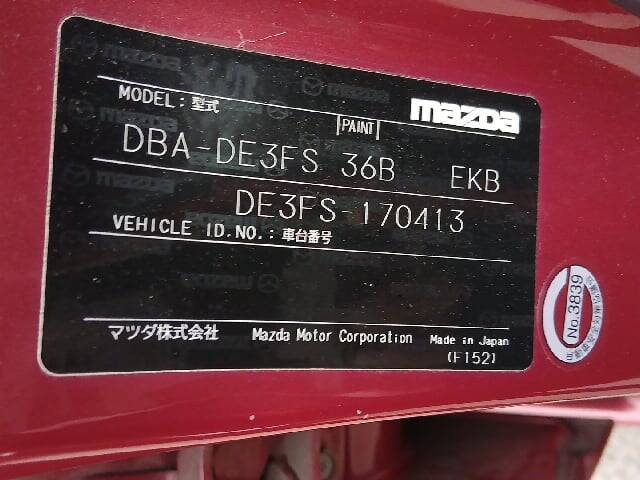 mazda
MODEL: 型式
PAINT
DBA-DE3FS 36B EKB
DE3FS-170413
VEHICLE ID.NO.: 車台番号
マツダ株式会社 Mazda Motor Corporation Made in Japan
(F152)
No.3839